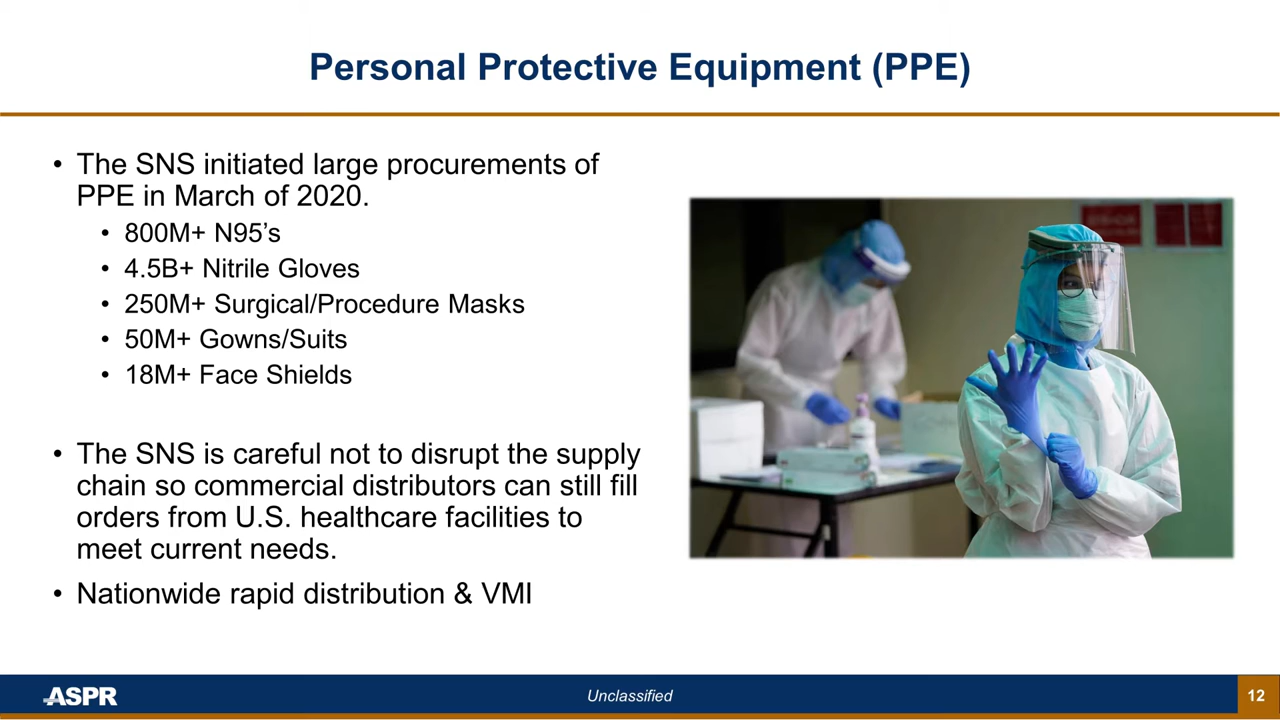 Personal Protective Equipment (PPE)
• The SNS initiated large procurements of
PPE in March of 2020.
• 800M+ N95’s
• 4.5B+ Nitrile Gloves
• 250M+ Surgical/Procedure Masks
• 50M+ Gowns/Suits
• 18M+ Face Shields
• The SNS is careful not to disrupt the supply
chain so commercial distributors can still fill
orders from U.S. healthcare facilities to
meet current needs.
• Nationwide rapid distribution & VMI
ASPR
Unclassified
12